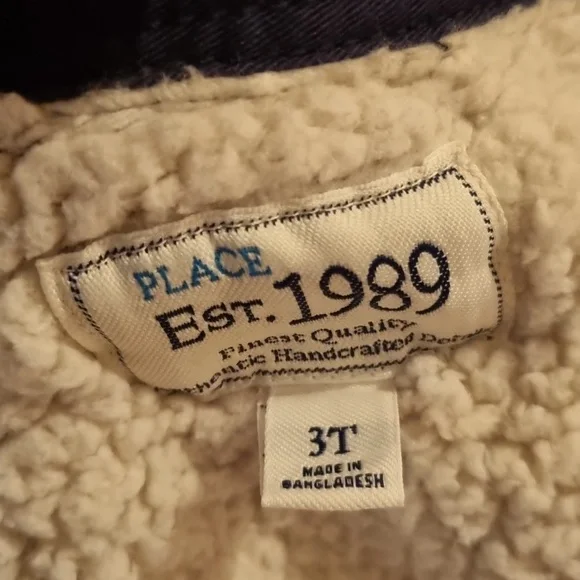 PLACE
EST. 1989
Finest Quality
Handcrafted
3T
MADE IN
BANGLADESH